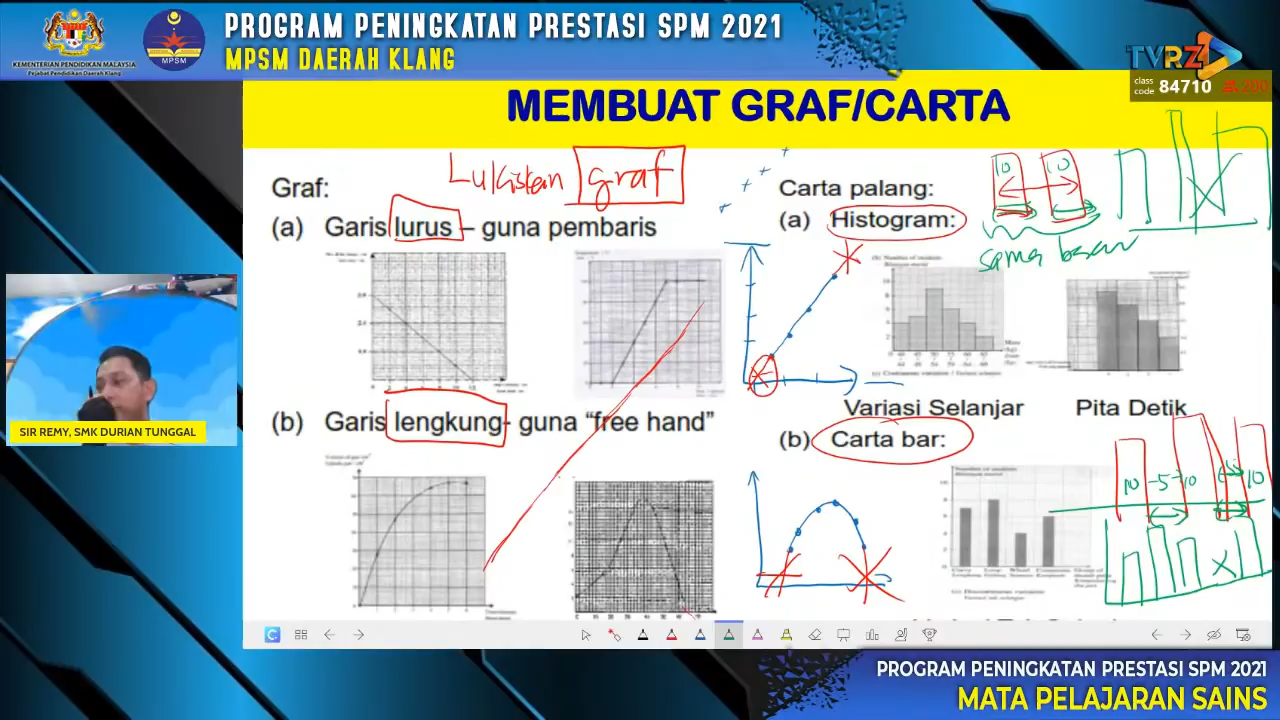 PROGRAM PENINGKATAN PRESTASI SPM 2021
MPSM DAERAH KLANG
KEMENTERIAN PENDIDIKAN MALAYSIA
Pejabat Pendidikan Daerah Klang
MPSM
TVRZ
class code 84710
200
MEMBUAT GRAF/CARTA
Lukiskan graf
Graf:
(a) Garis lurus – guna pembaris
(b) Garis lengkung- guna “free hand”
Carta palang:
(a) Histogram:
10 10
sama besar
Variasi Selanjar
Pita Detik
(b) Carta bar:
10 5 10 10
SIR REMY, SMK DURIAN TUNGGAL
PROGRAM PENINGKATAN PRESTASI SPM 2021
MATA PELAJARAN SAINS